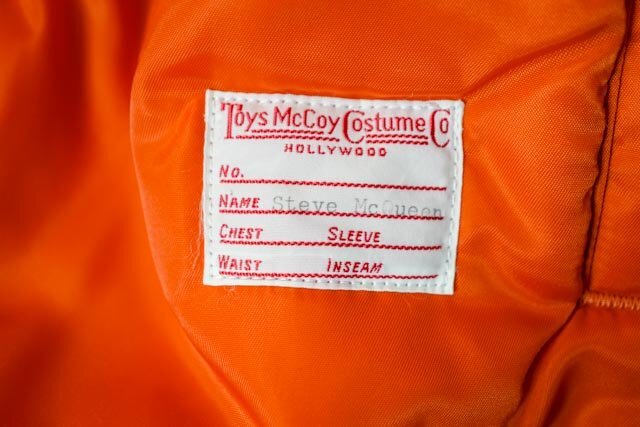 Toys McCoy Costume Co
HOLLYWOOD
No.
NAME Steve McQueen
CHEST SLEEVE
WAIST INSEAM